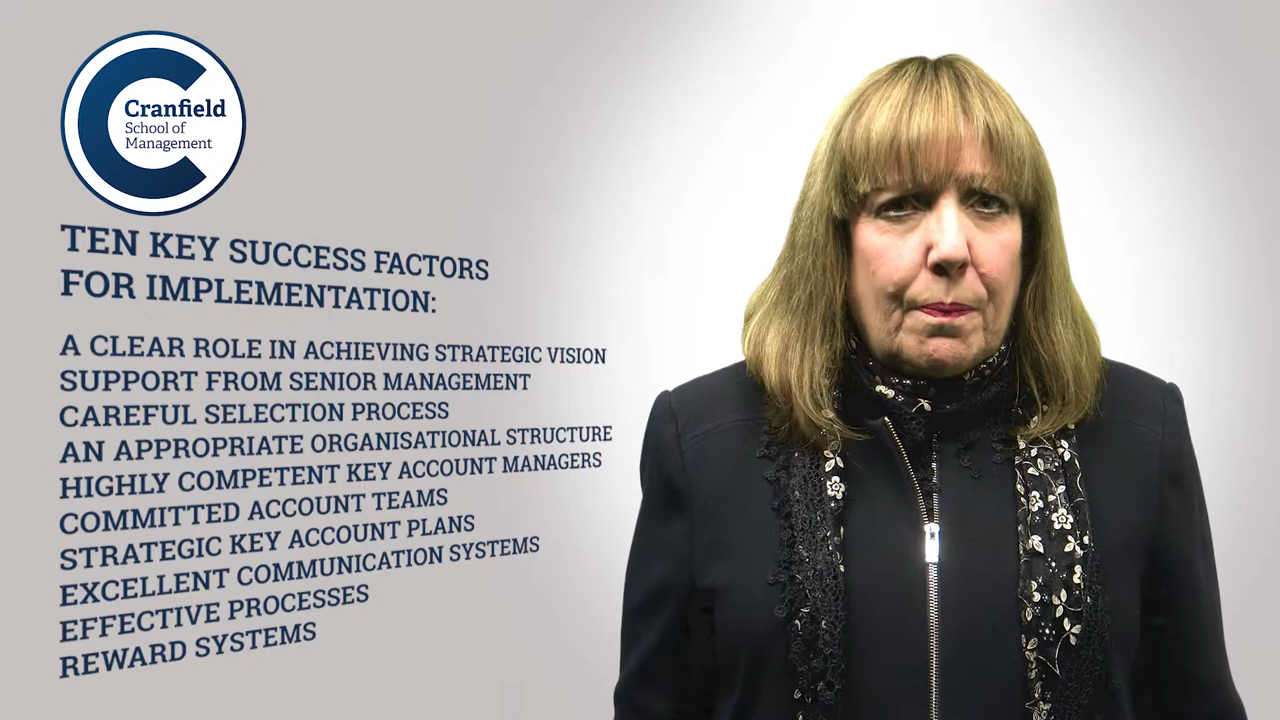 Cranfield
School of
Management
TEN KEY SUCCESS FACTORS
FOR IMPLEMENTATION:
A CLEAR ROLE IN ACHIEVING STRATEGIC VISION
SUPPORT FROM SENIOR MANAGEMENT
CAREFUL SELECTION PROCESS
AN APPROPRIATE ORGANISATIONAL STRUCTURE
HIGHLY COMPETENT KEY ACCOUNT MANAGERS
COMMITTED ACCOUNT TEAMS
STRATEGIC KEY ACCOUNT PLANS
EXCELLENT COMMUNICATION SYSTEMS
EFFECTIVE PROCESSES
REWARD SYSTEMS